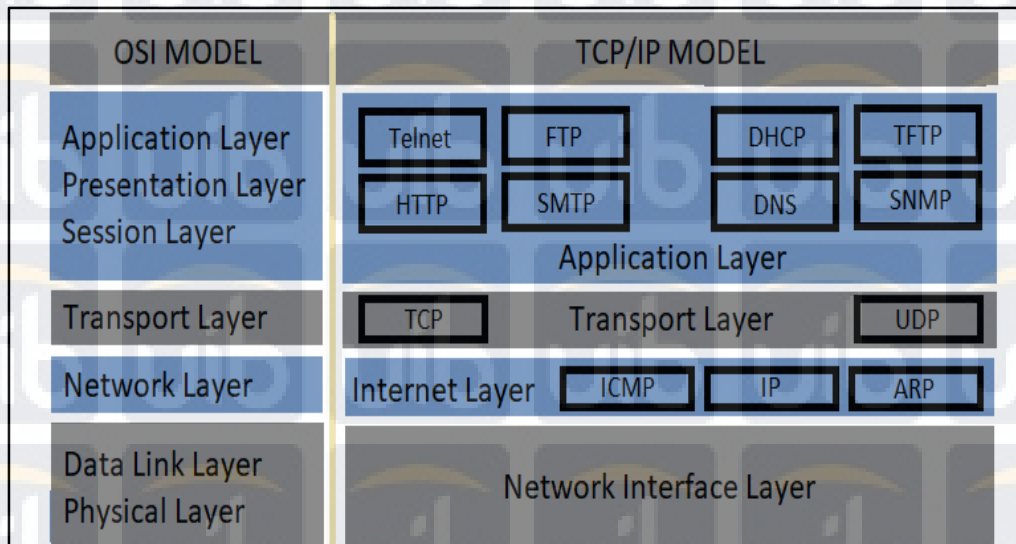 OSI MODEL
TCP/IP MODEL
Application Layer
Presentation Layer
Session Layer
Telnet FTP DHCP TFTP
HTTP SMTP DNS SNMP
Application Layer
Transport Layer
TCP Transport Layer UDP
Network Layer
Internet Layer ICMP IP ARP
Data Link Layer
Physical Layer
Network Interface Layer